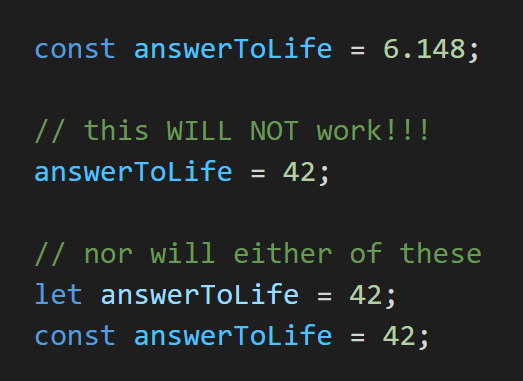 const answerToLife = 6.148;
// this WILL NOT work!!!
answerToLife = 42;
// nor will either of these
let answerToLife = 42;
const answerToLife = 42;